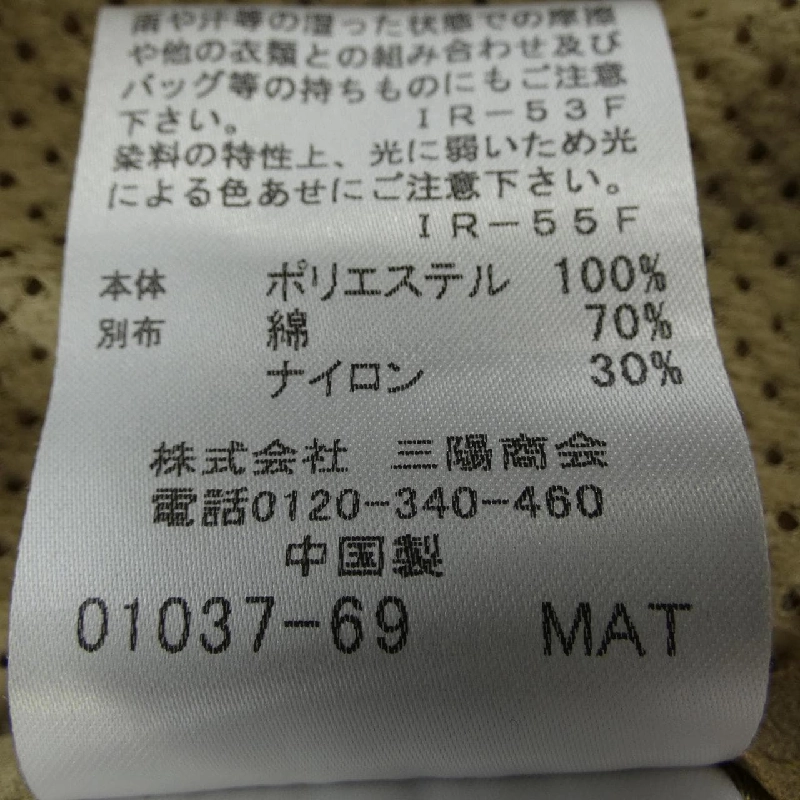 雨や汗等の湿った状態での摩擦
や他の衣類との組み合わせ及び
バッグ等の持ちものにもご注意
下さい。 IR-53F
染料の特性上、光に弱いため光
による色あせにご注意下さい。
IR-55F
本体 ポリエステル 100%
別布 綿 70%
ナイロン 30%
株式会社 三陽商会
電話0120-340-460
中国製
01037-69 MAT